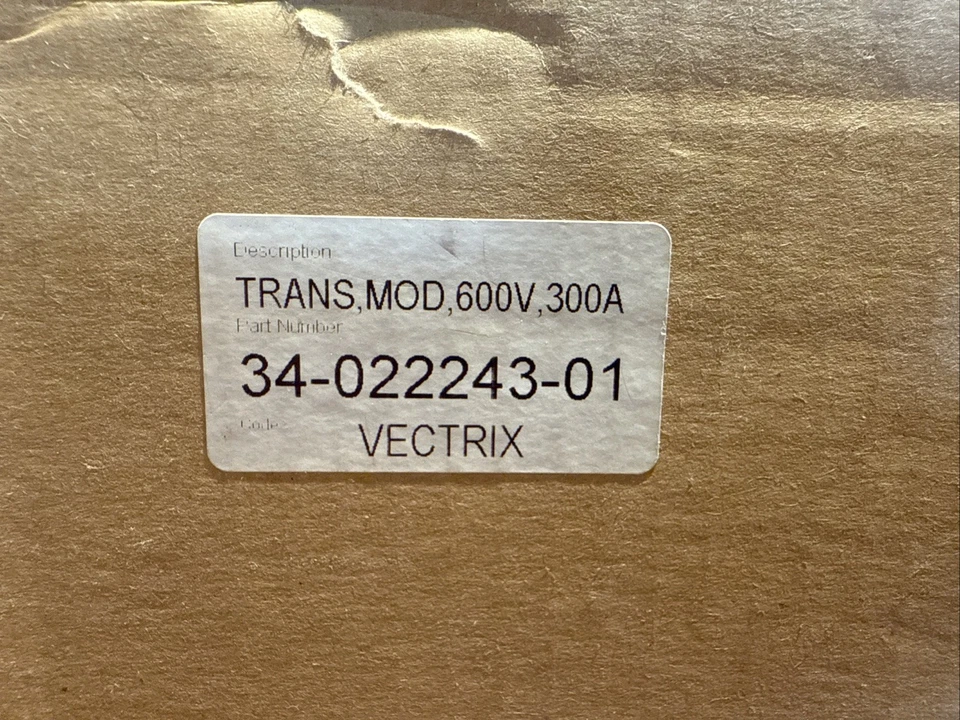 Description
TRANS,MOD,600V,300A
Part Number
34-022243-01
Code
VECTRIX